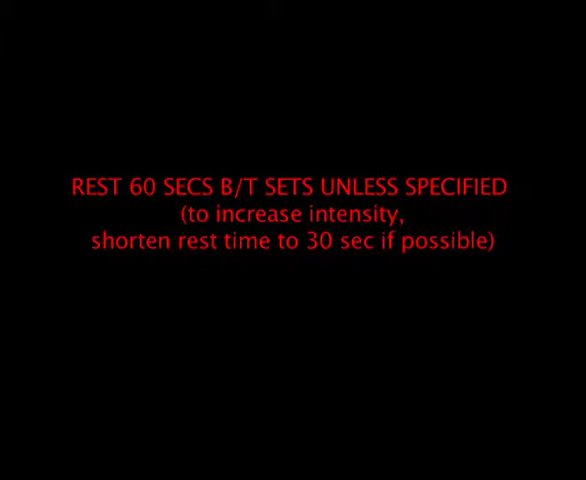 REST 60 SECS B/T SETS UNLESS SPECIFIED
(to increase intensity,
shorten rest time to 30 sec if possible)